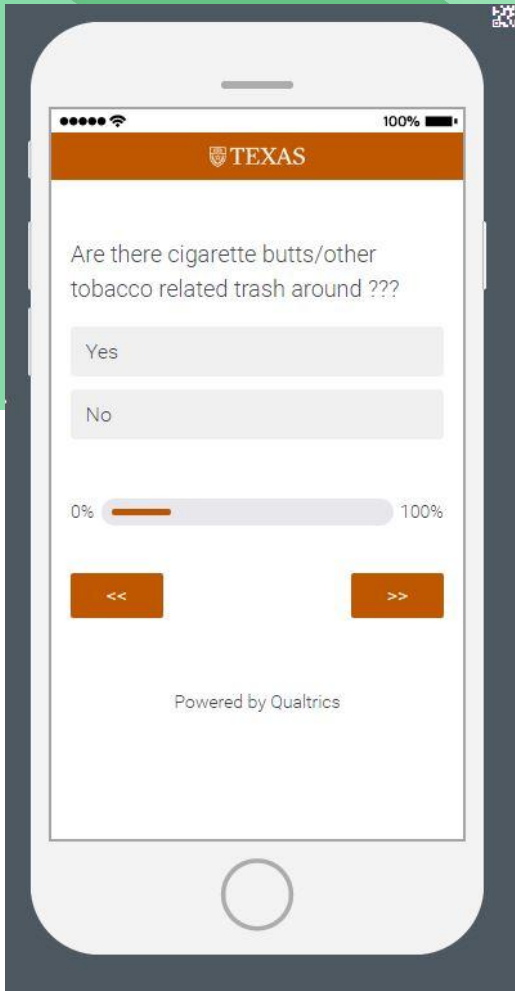 100%
TEXAS
Are there cigarette butts/other
tobacco related trash around ???
Yes
No
0% 100%
<< >>
Powered by Qualtrics